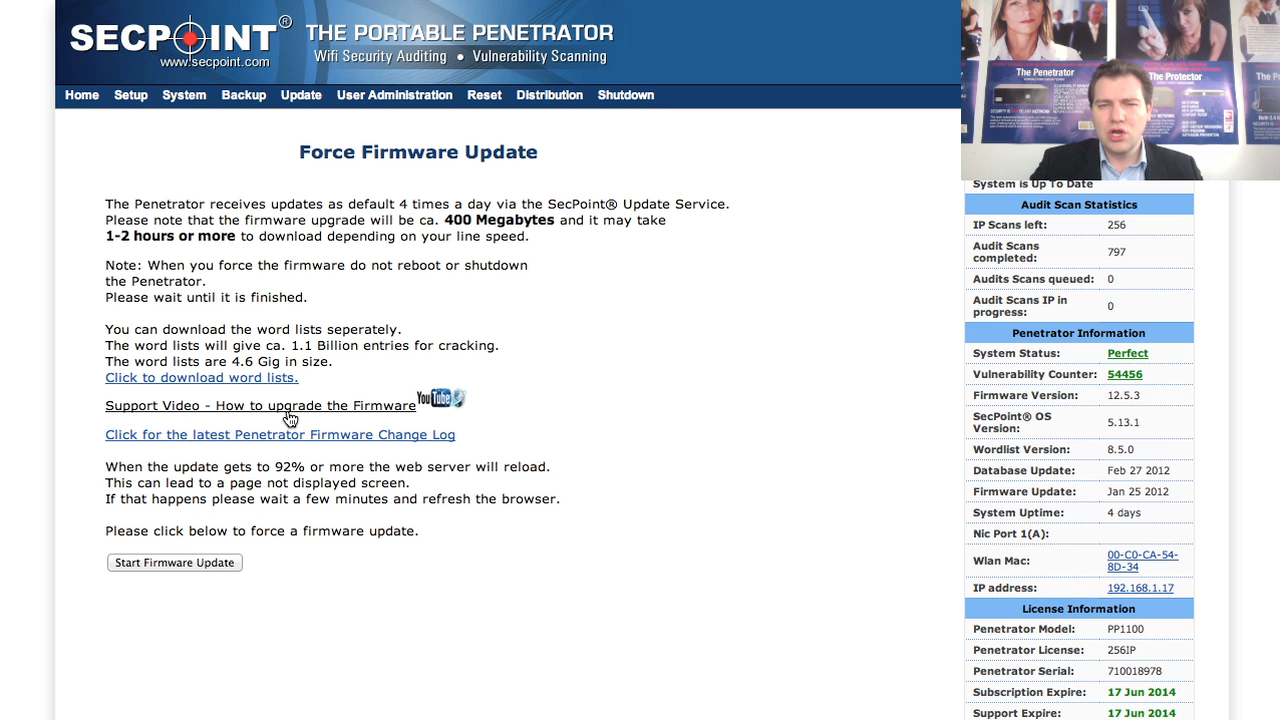 SECPOINT®
www.secpoint.com
THE PORTABLE PENETRATOR
Wifi Security Auditing • Vulnerability Scanning
Home Setup System Backup Update User Administration Reset Distribution Shutdown
Force Firmware Update
The Penetrator receives updates as default 4 times a day via the SecPoint® Update Service.
Please note that the firmware upgrade will be ca. 400 Megabytes and it may take
1-2 hours or more to download depending on your line speed.
Note: When you force the firmware do not reboot or shutdown
the Penetrator.
Please wait until it is finished.
You can download the word lists seperately.
The word lists will give ca. 1.1 Billion entries for cracking.
The word lists are 4.6 Gig in size.
Click to download word lists.
Support Video - How to upgrade the Firmware
YouTube
Click for the latest Penetrator Firmware Change Log
When the update gets to 92% or more the web server will reload.
This can lead to a page not displayed screen.
If that happens please wait a few minutes and refresh the browser.
Please click below to force a firmware update.
Start Firmware Update
The Penetrator
The Protector
System is Up To Date
Audit Scan Statistics
IP Scans left: 256
Audit Scans
completed: 797
Audits Scans queued: 0
Audit Scans IP in
progress: 0
Penetrator Information
System Status: Perfect
Vulnerability Counter: 54456
Firmware Version: 12.5.3
SecPoint® OS
Version: 5.13.1
Wordlist Version: 8.5.0
Database Update: Feb 27 2012
Firmware Update: Jan 25 2012
System Uptime: 4 days
Nic Port 1(A):
Wlan Mac: 00-C0-CA-54-
8D-34
IP address: 192.168.1.17
License Information
Penetrator Model: PP1100
Penetrator License: 256IP
Penetrator Serial: 710018978
Subscription Expire: 17 Jun 2014
Support Expire: 17 Jun 2014